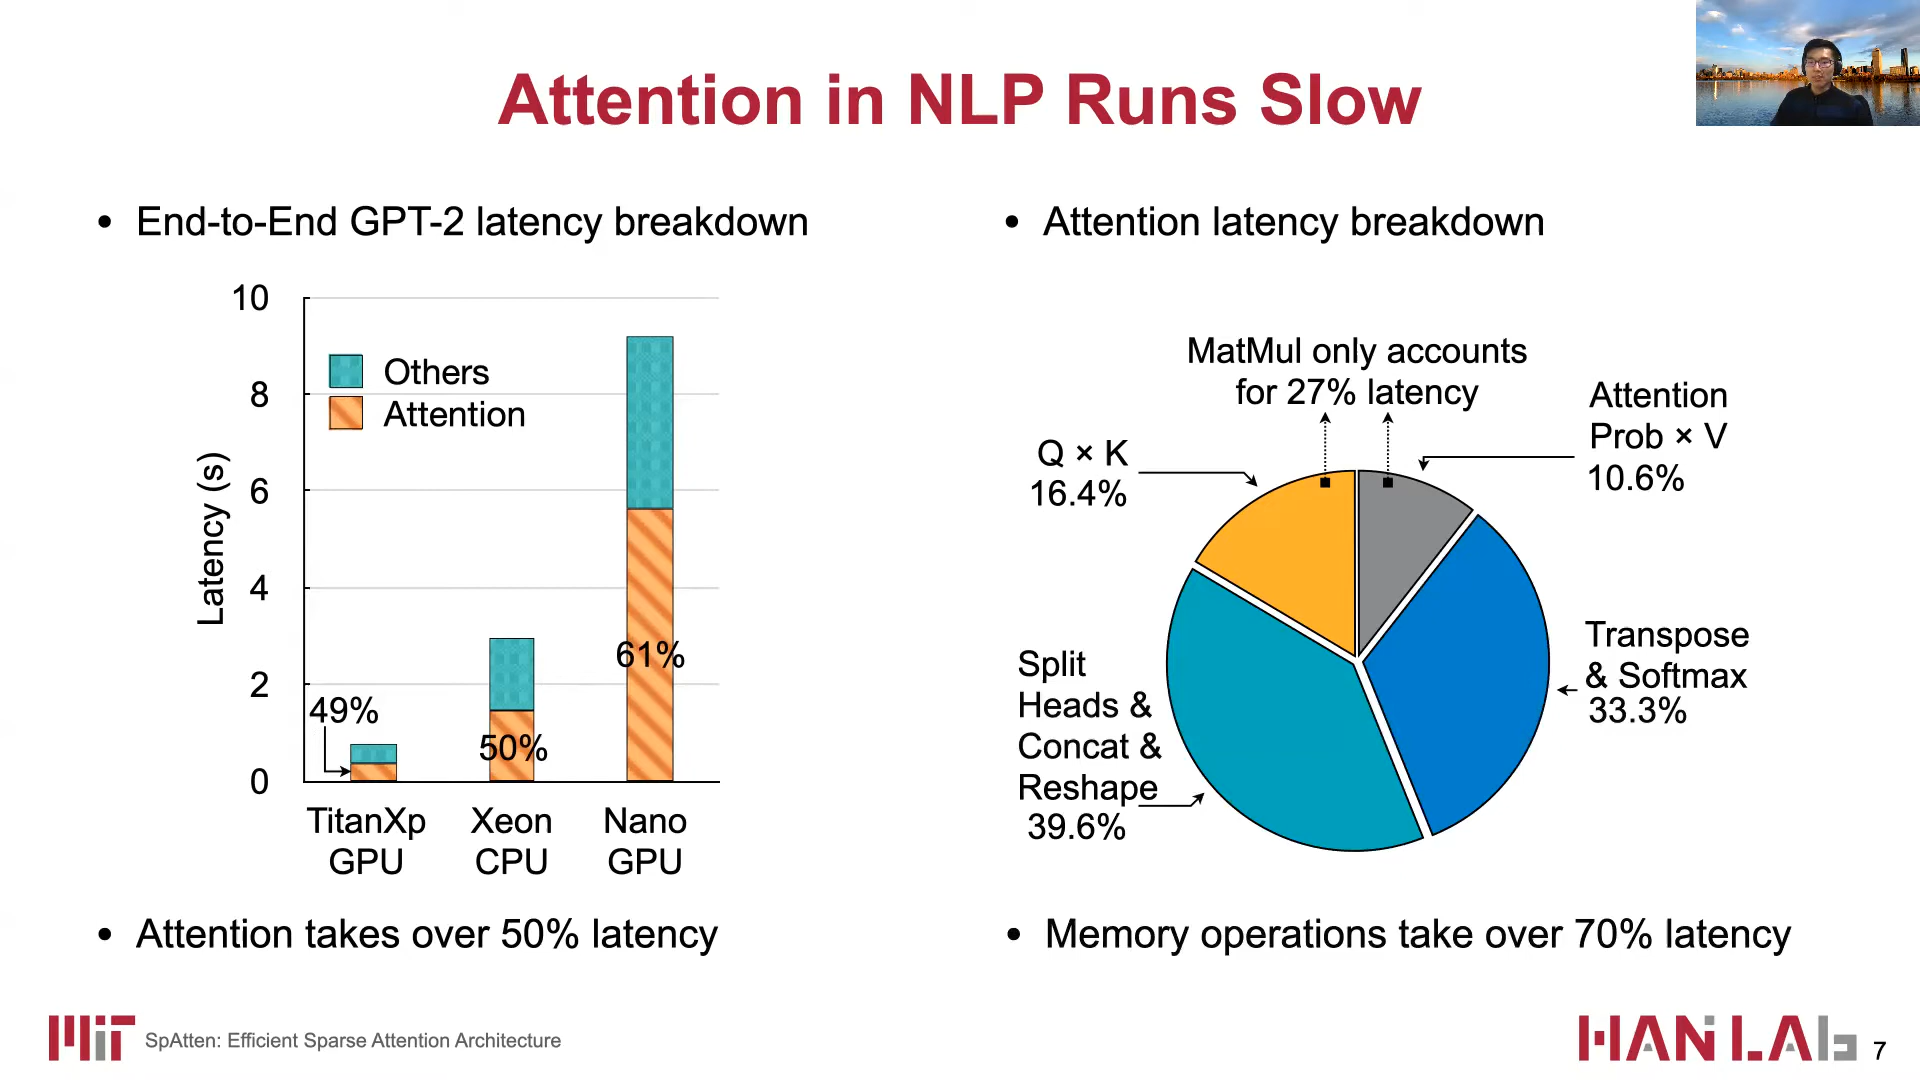 Attention in NLP Runs Slow
• End-to-End GPT-2 latency breakdown
10
8
6
4
2
0
Latency (s)
Others
Attention
49%
50%
61%
TitanXp
GPU
Xeon
CPU
Nano
GPU
• Attention takes over 50% latency
• Attention latency breakdown
MatMul only accounts
for 27% latency
Q × K
16.4%
Attention
Prob × V
10.6%
Transpose
& Softmax
33.3%
Split
Heads &
Concat &
Reshape
39.6%
• Memory operations take over 70% latency
MIT
SpAtten: Efficient Sparse Attention Architecture
HAN LAb
7